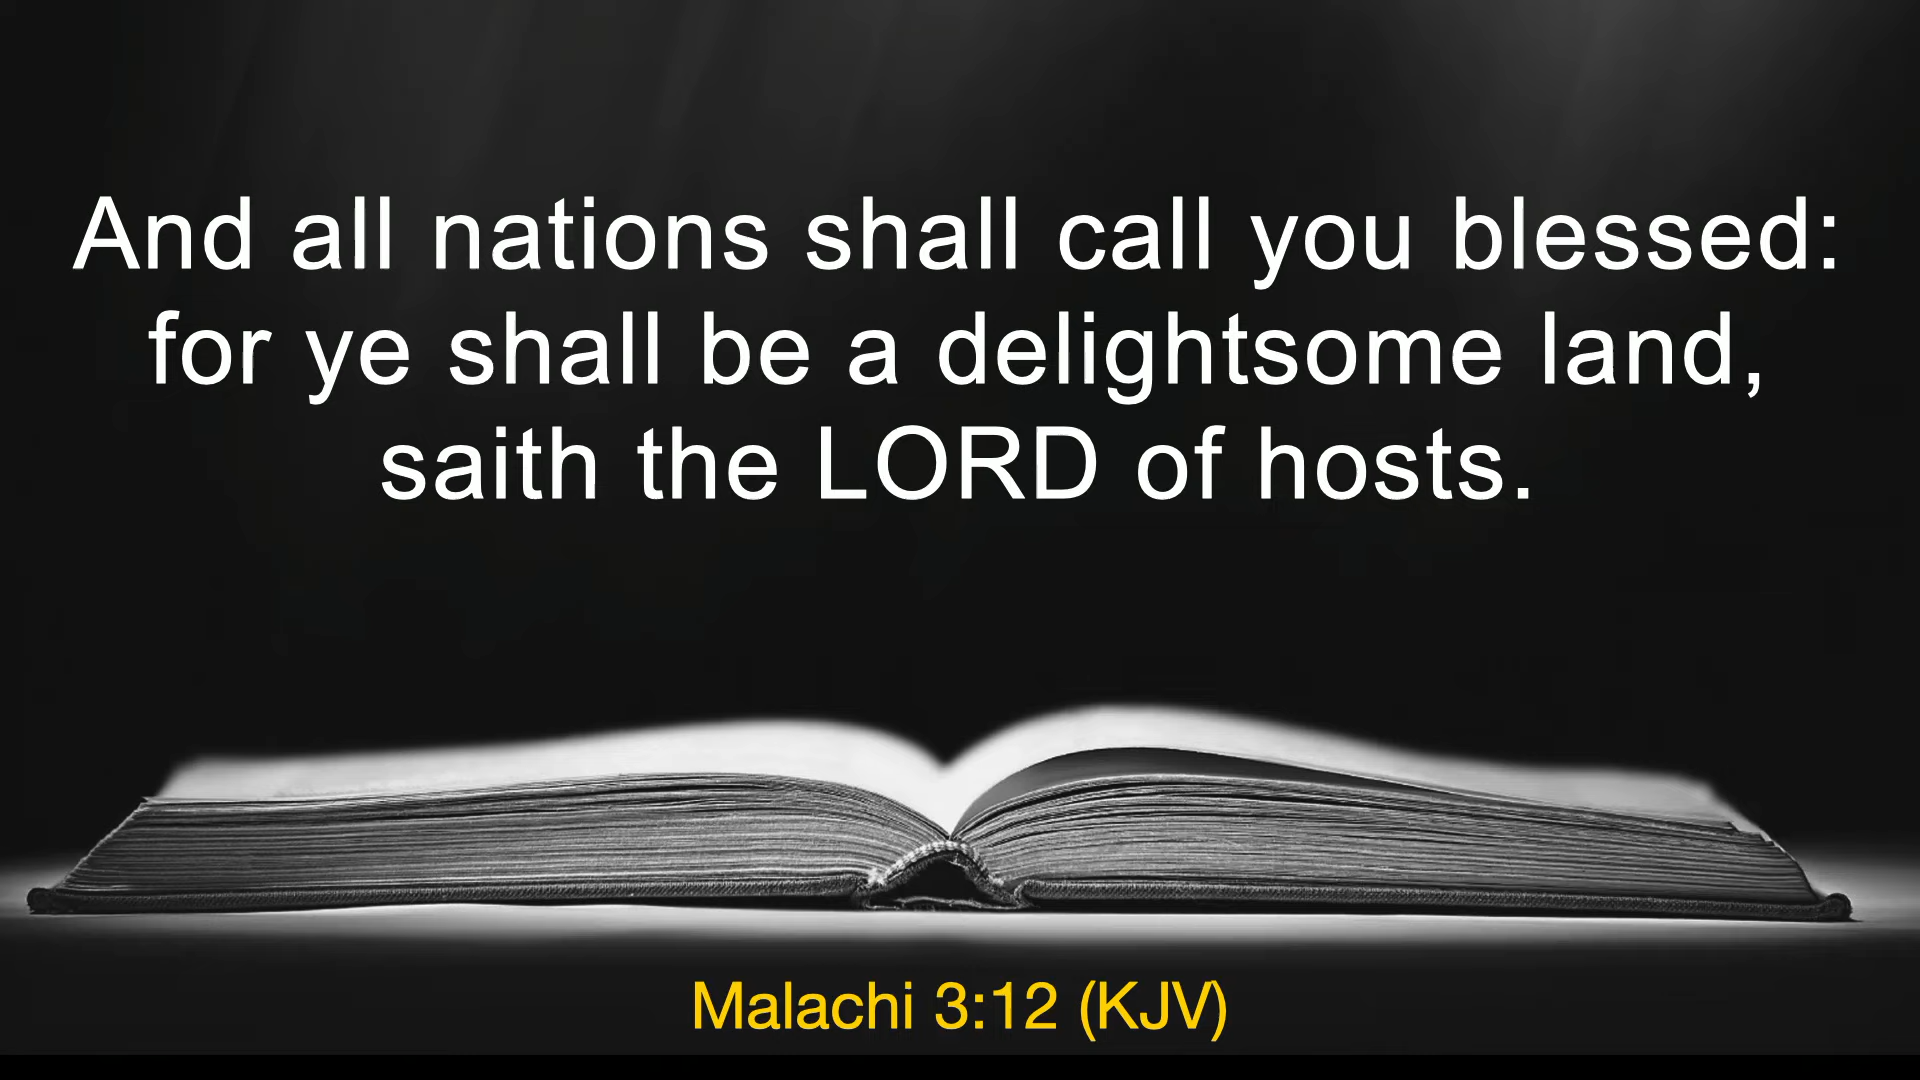 And all nations shall call you blessed:
for ye shall be a delightsome land,
saith the LORD of hosts.
Malachi 3:12 (KJV)